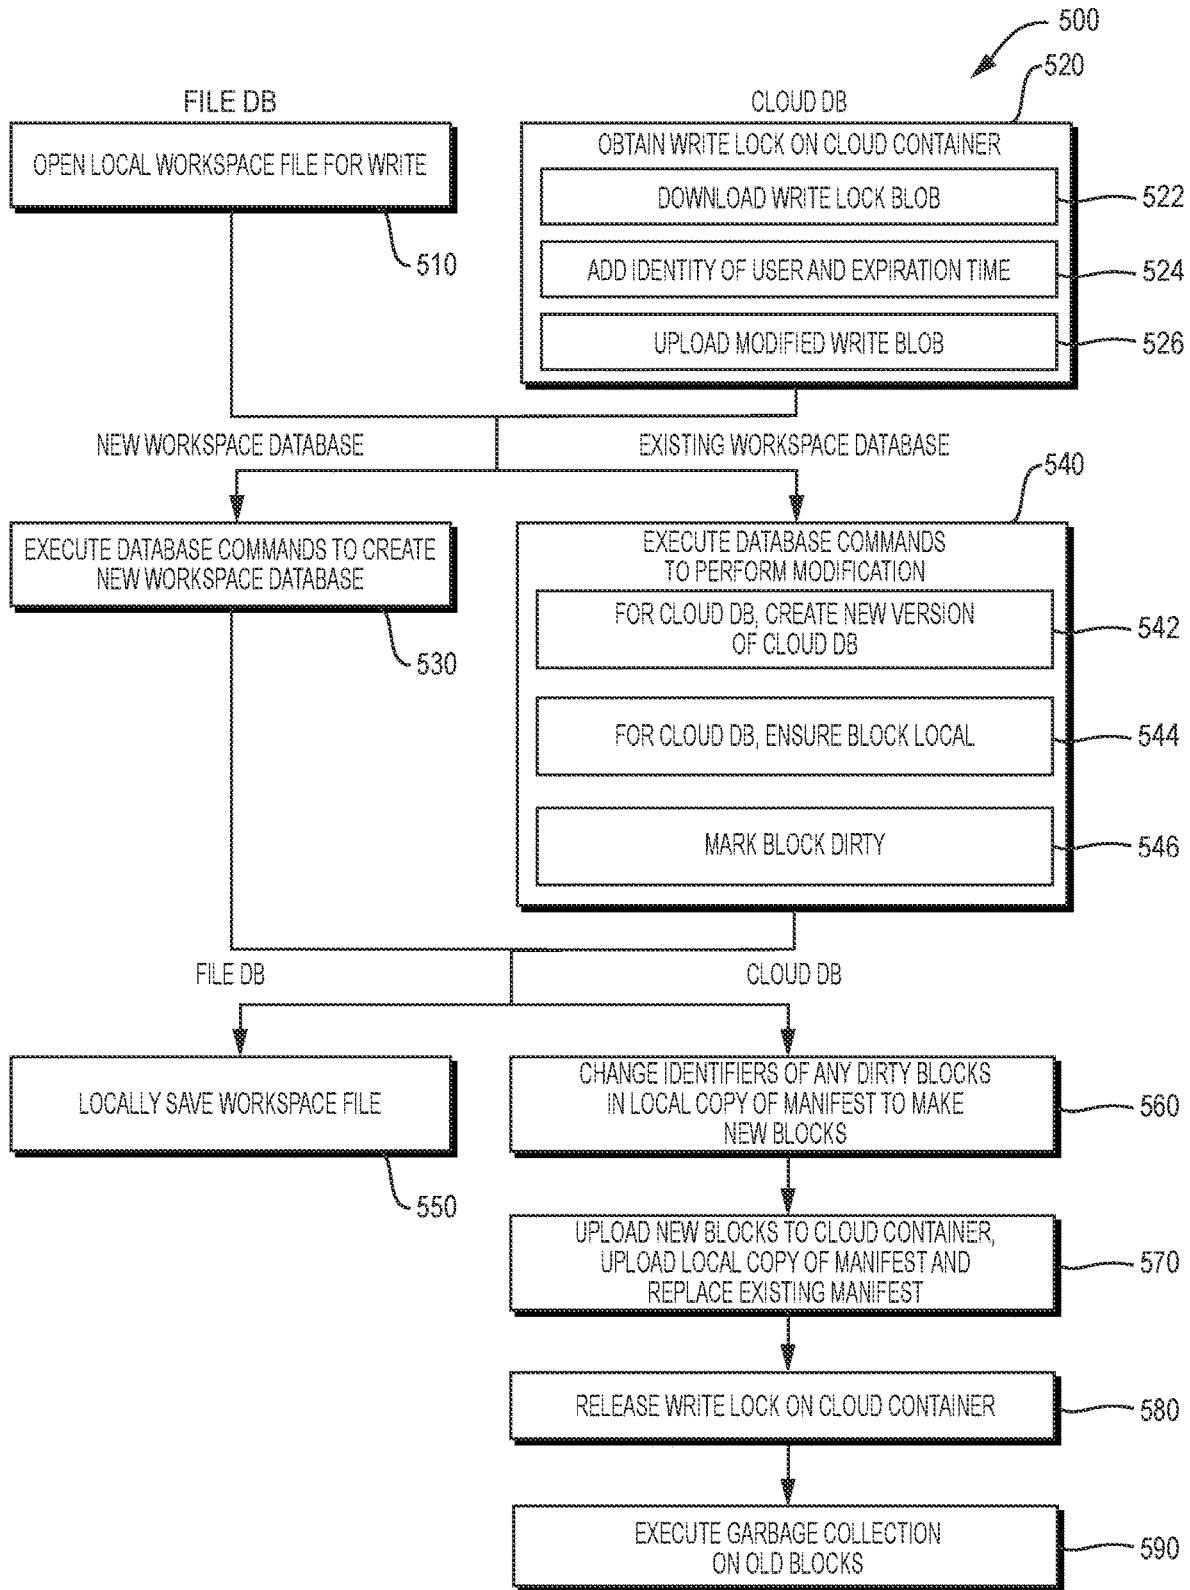 500
520
FILE DB
CLOUD DB
OPEN LOCAL WORKSPACE FILE FOR WRITE
510
OBTAIN WRITE LOCK ON CLOUD CONTAINER
DOWNLOAD WRITE LOCK BLOB
522
ADD IDENTITY OF USER AND EXPIRATION TIME
524
UPLOAD MODIFIED WRITE BLOB
526
NEW WORKSPACE DATABASE
EXISTING WORKSPACE DATABASE
540
EXECUTE DATABASE COMMANDS TO CREATE
NEW WORKSPACE DATABASE
530
EXECUTE DATABASE COMMANDS
TO PERFORM MODIFICATION
FOR CLOUD DB, CREATE NEW VERSION
OF CLOUD DB
542
FOR CLOUD DB, ENSURE BLOCK LOCAL
544
MARK BLOCK DIRTY
546
FILE DB
CLOUD DB
LOCALLY SAVE WORKSPACE FILE
550
CHANGE IDENTIFIERS OF ANY DIRTY BLOCKS
IN LOCAL COPY OF MANIFEST TO MAKE
NEW BLOCKS
560
UPLOAD NEW BLOCKS TO CLOUD CONTAINER,
UPLOAD LOCAL COPY OF MANIFEST AND
REPLACE EXISTING MANIFEST
570
RELEASE WRITE LOCK ON CLOUD CONTAINER
580
EXECUTE GARBAGE COLLECTION
ON OLD BLOCKS
590